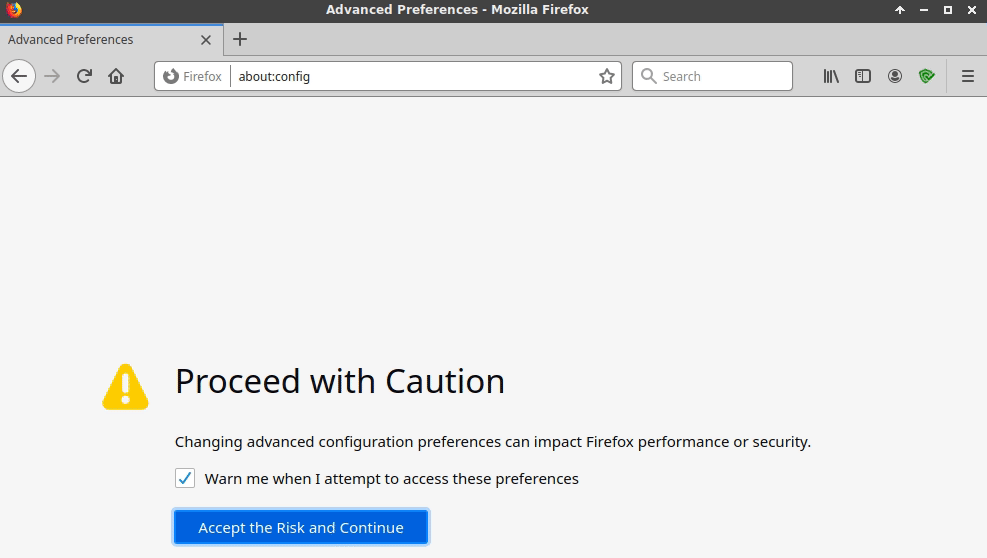 Advanced Preferences - Mozilla Firefox
Advanced Preferences
Firefox about:config
Search
Proceed with Caution
Changing advanced configuration preferences can impact Firefox performance or security.
Warn me when I attempt to access these preferences
Accept the Risk and Continue